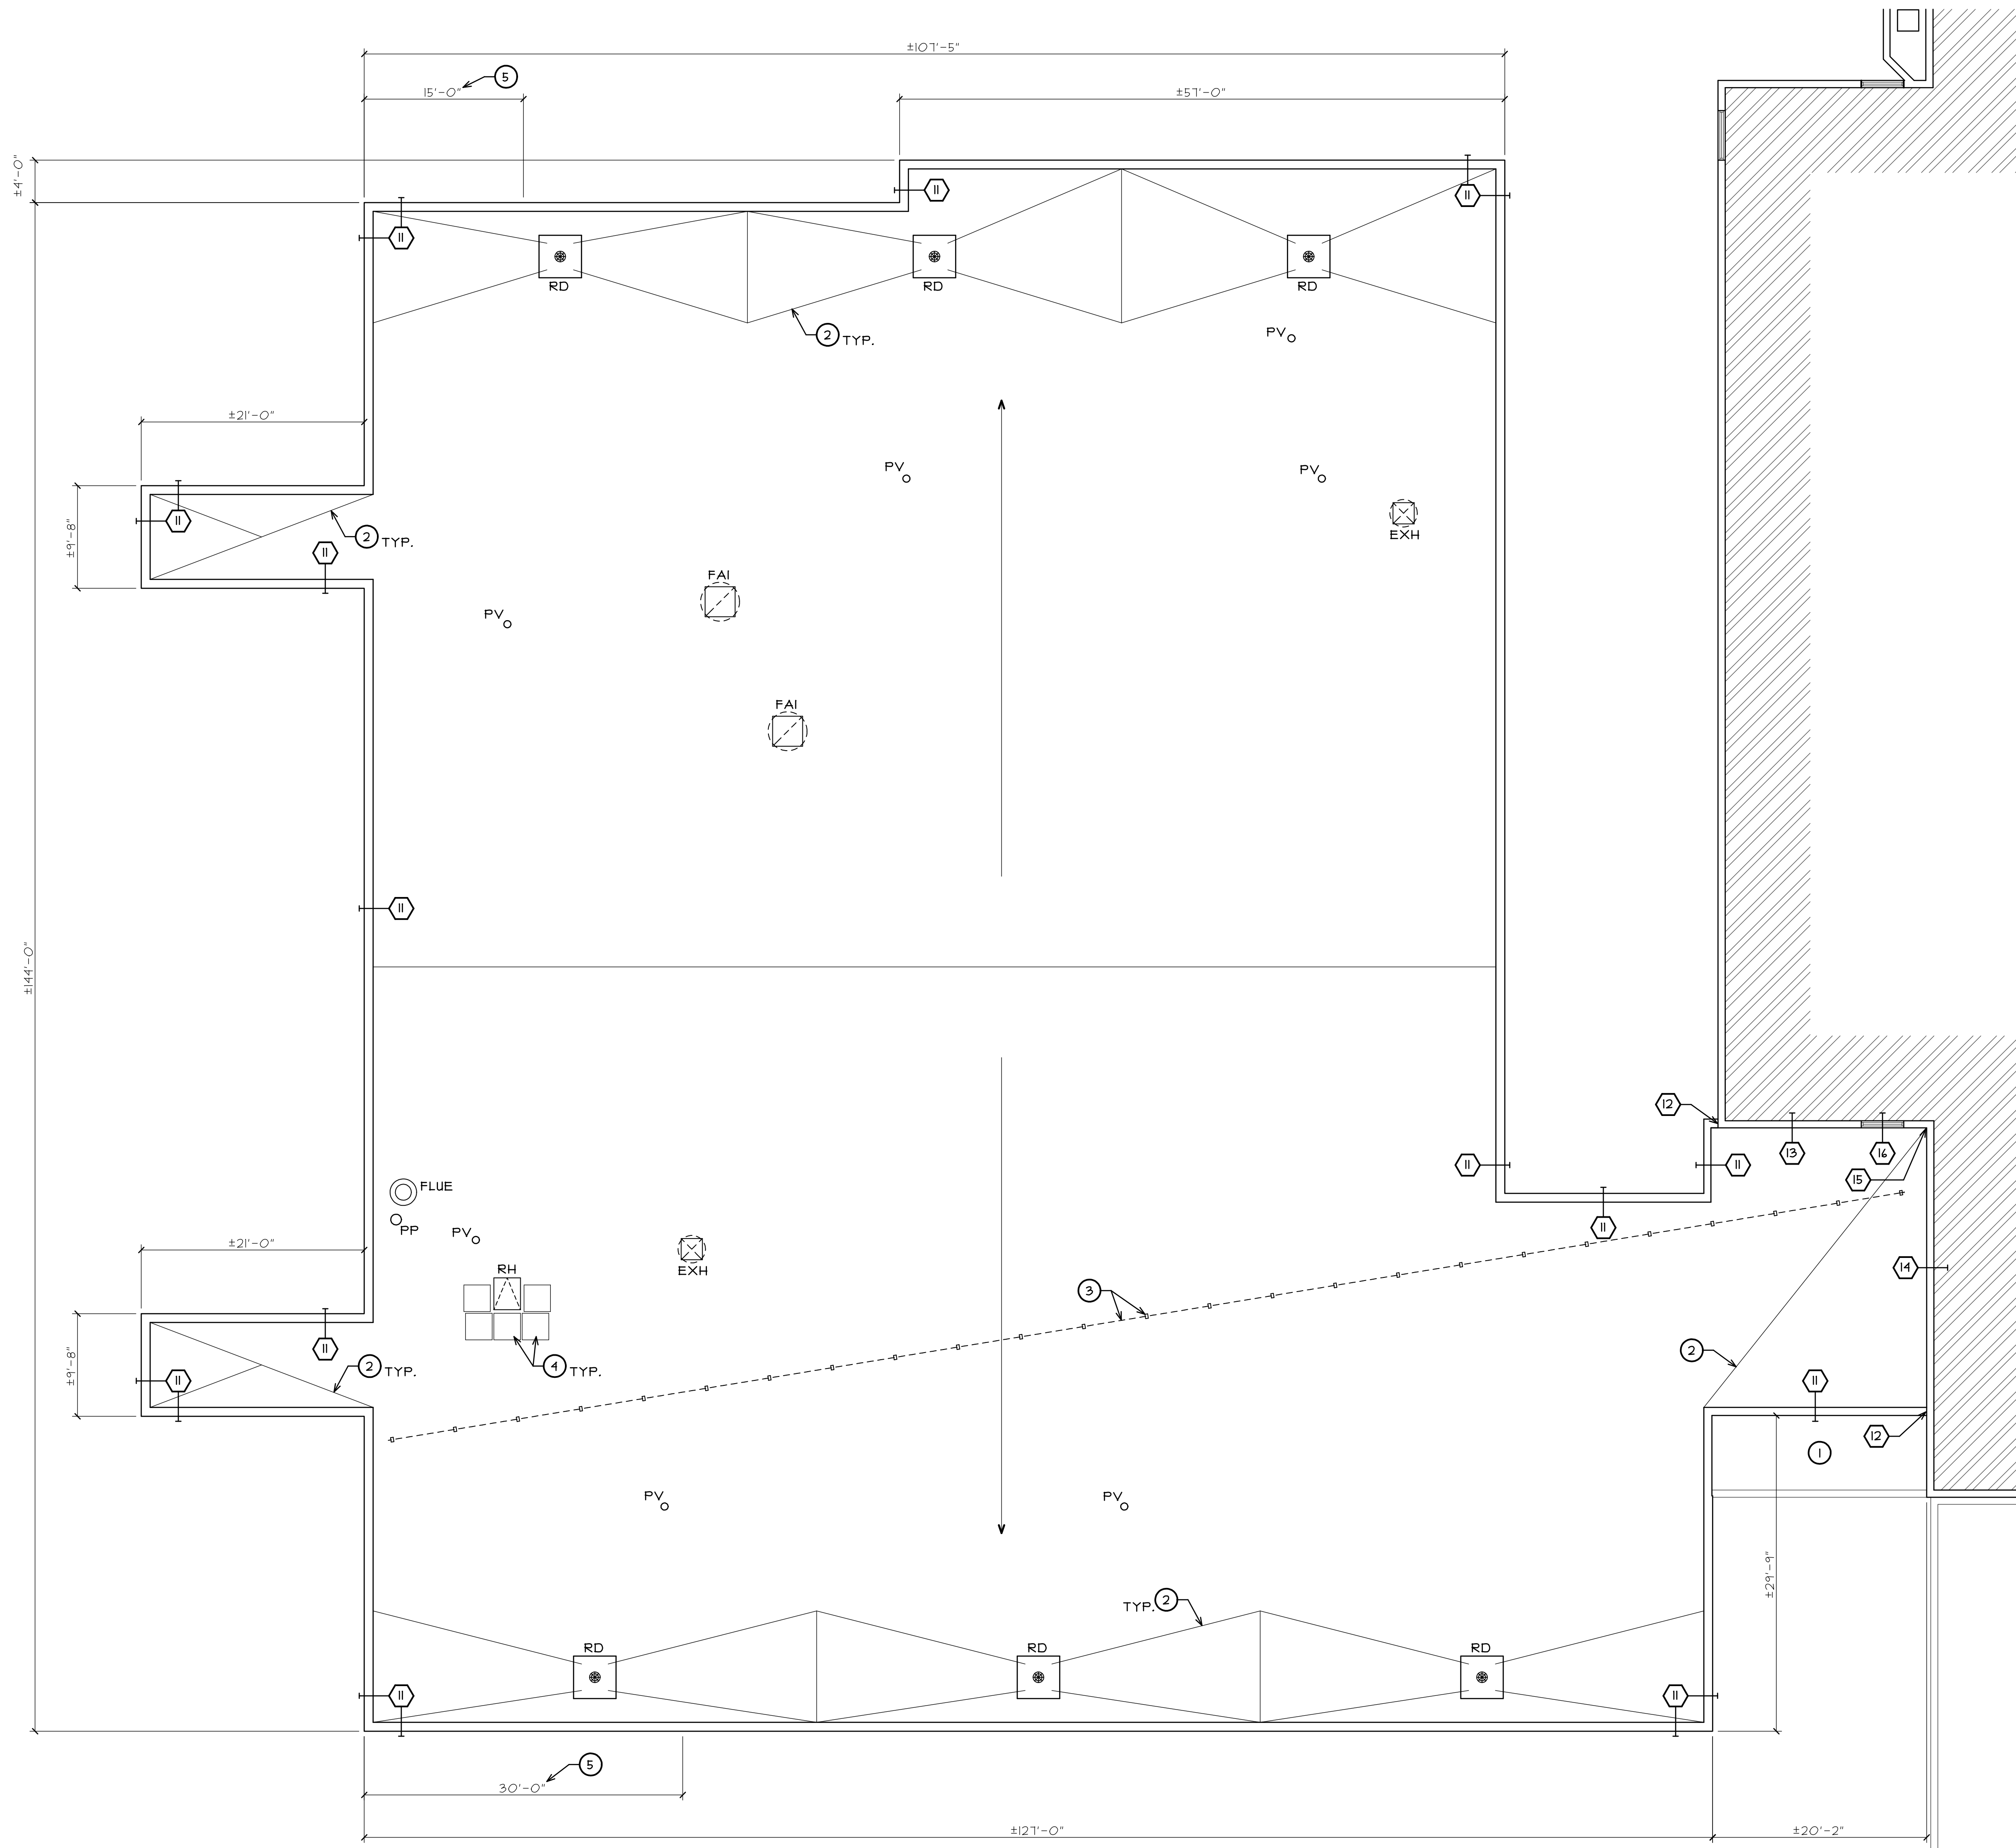 ±107'-5"
5
15'-0"
±57'-0"
±4'-0"
11
11
11
RD
RD
RD
2 TYP.
PV
±21'-0"
PV
PV
11
±9'-8"
EXH
2 TYP.
11
FAI
PV
FAI
11
±144'-0"
12
13
16
11
11
15
FLUE
PP
PV
11
±21'-0"
EXH
RH
14
3
11
2
±9'-8"
2 TYP.
4 TYP.
11
11
12
1
PV
PV
±29'-9"
TYP. 2
RD
RD
RD
11
11
5
30'-0"
±127'-0"
±20'-2"